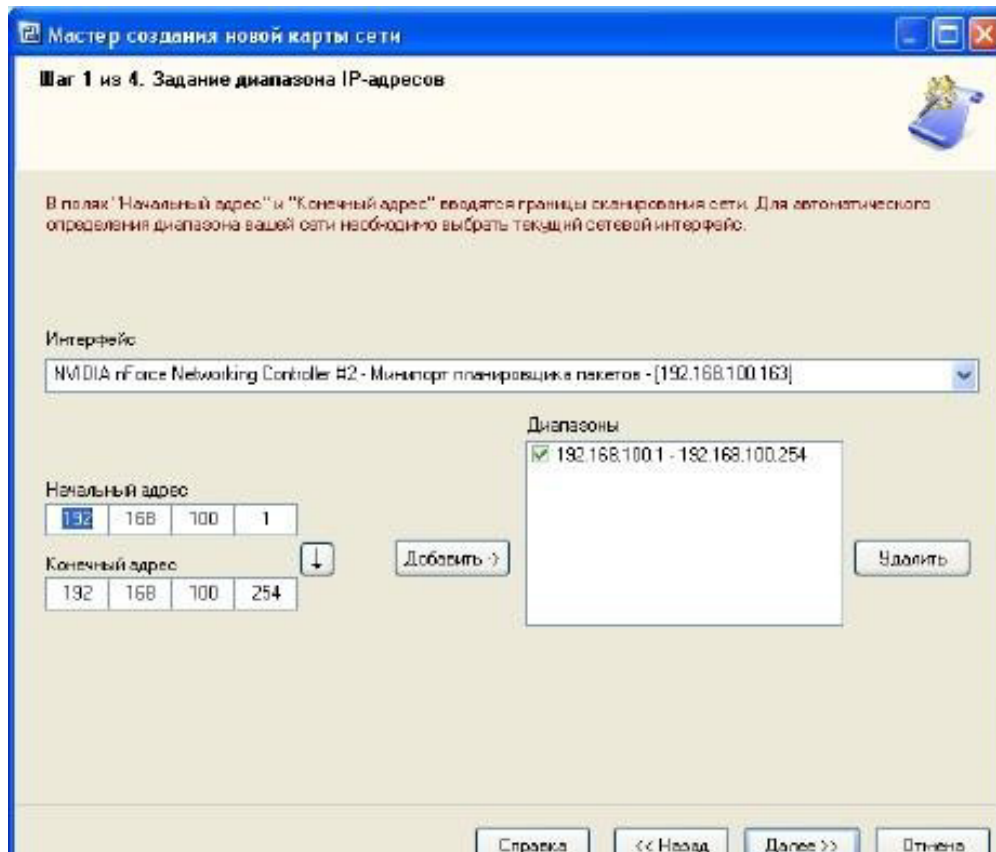 Мастер создания новой карты сети
Шаг 1 из 4. Задание диапазона IP-адресов
В полях "Начальный адрес" и "Конечный адрес" вводятся границы сканирования сети. Для автоматического
определения диапазона вашей сети необходимо выбрать текущий сетевой интерфейс.
Интерфейс
NVIDIA nForce Networking Controller #2 - Минипорт планировщика пакетов - [192.168.100.163]
Диапазоны
192.168.100.1 - 192.168.100.254
Начальный адрес
192 168 100 1
Конечный адрес
192 168 100 254
↓
Добавить ->
Удалить
Справка << Назад Далее >> Отмена